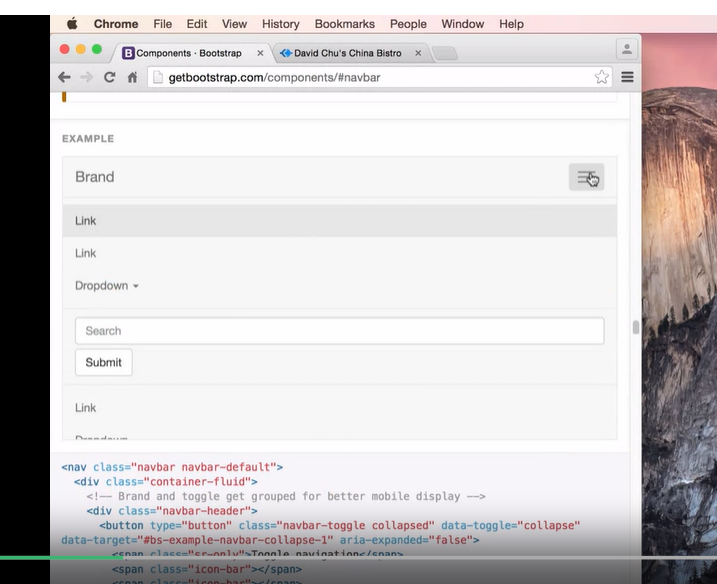 Chrome File Edit View History Bookmarks People Window Help
Components · Bootstrap David Chu's China Bistro
getbootstrap.com/components/#navbar
EXAMPLE
Brand
Link
Link
Dropdown
Search
Submit
Link
Dropdown
<nav class="navbar navbar-default">
<div class="container-fluid">
<!-- Brand and toggle get grouped for better mobile display -->
<div class="navbar-header">
<button type="button" class="navbar-toggle collapsed" data-toggle="collapse"
data-target="#bs-example-navbar-collapse-1" aria-expanded="false">
<span class="sr-only">Toggle navigation</span>
<span class="icon-bar"></span>
<span class="icon-bar"></span>